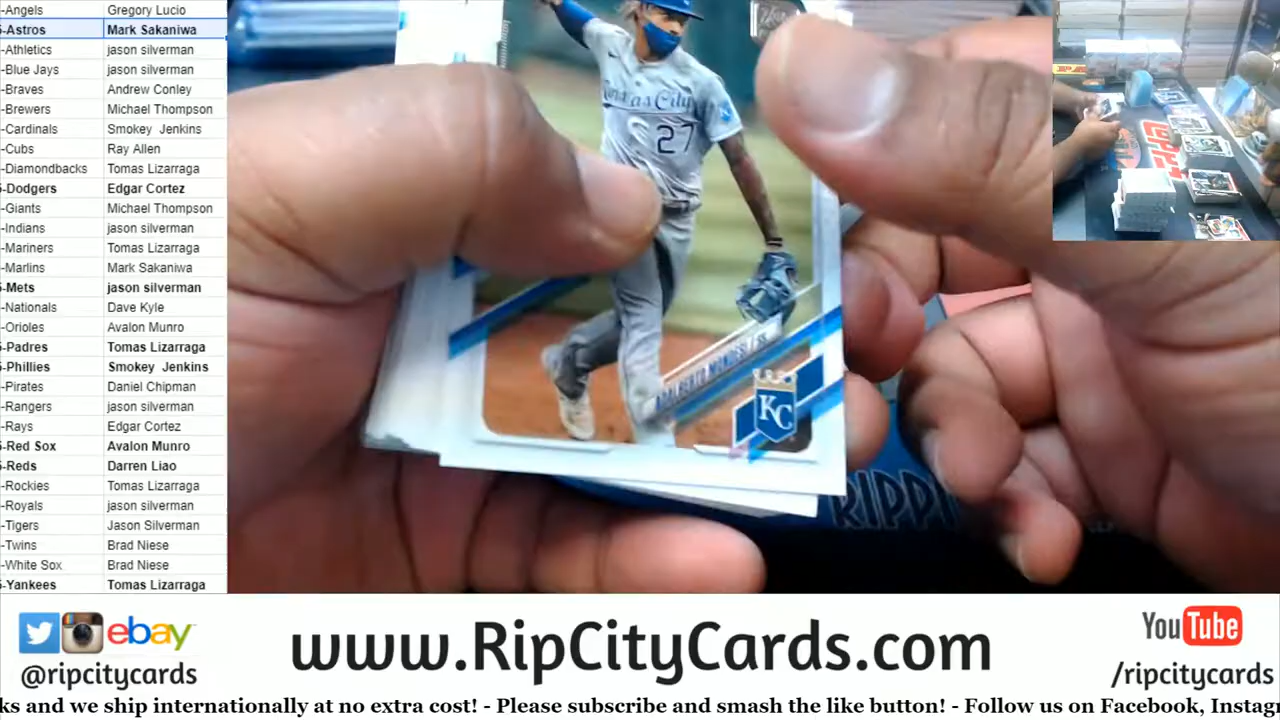 -Angels Gregory Lucio
-Astros Mark Sakaniwa
-Athletics jason silverman
-Blue Jays jason silverman
-Braves Andrew Conley
-Brewers Michael Thompson
-Cardinals Smokey Jenkins
-Cubs Ray Allen
-Diamondbacks Tomas Lizarraga
-Dodgers Edgar Cortez
-Giants Michael Thompson
-Indians jason silverman
-Mariners Tomas Lizarraga
-Marlins Mark Sakaniwa
-Mets jason silverman
-Nationals Dave Kyle
-Orioles Avalon Munro
-Padres Tomas Lizarraga
-Phillies Smokey Jenkins
-Pirates Daniel Chipman
-Rangers jason silverman
-Rays Edgar Cortez
-Red Sox Avalon Munro
-Reds Darren Liao
-Rockies Tomas Lizarraga
-Royals jason silverman
-Tigers Jason Silverman
-Twins Brad Niese
-White Sox Brad Niese
-Yankees Tomas Lizarraga
Kansas City
27
ADALBERTO MONDESI / SS
KC
RIPPI
ebay
@ripcitycards
www.RipCityCards.com
YouTube
/ripcitycards
ks and we ship internationally at no extra cost! - Please subscribe and smash the like button! - Follow us on Facebook, Instag